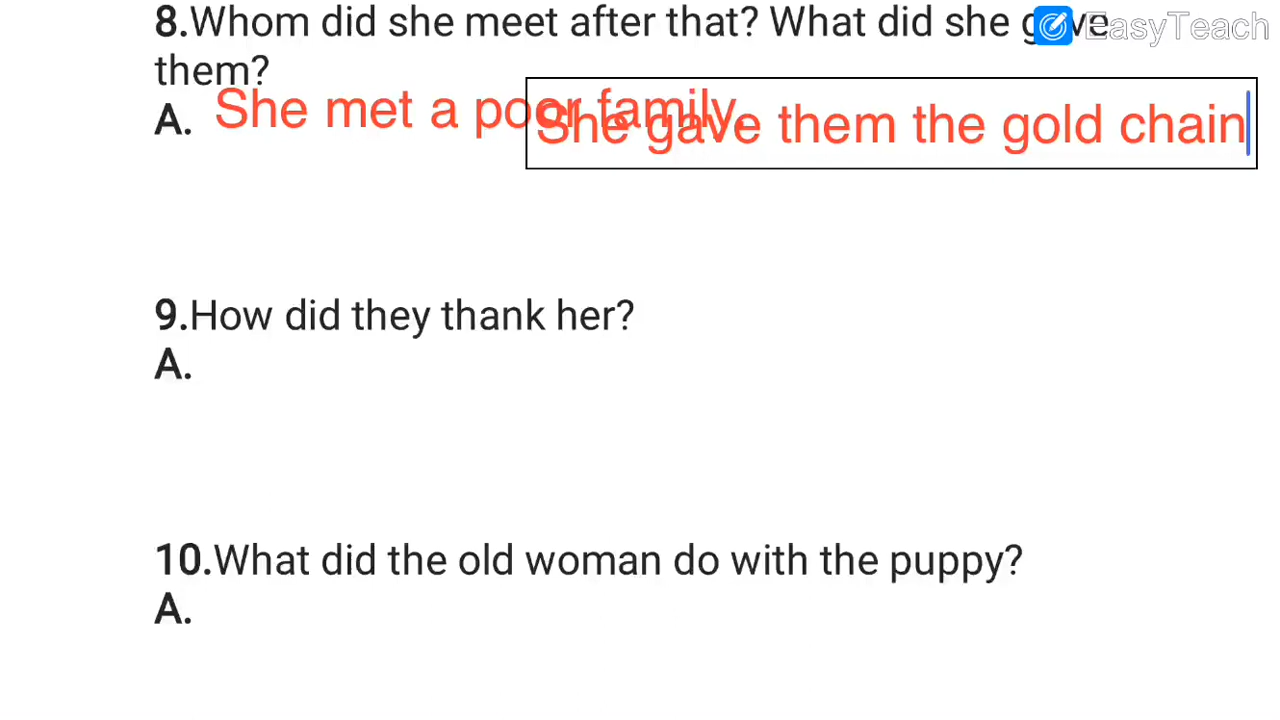 8.Whom did she meet after that? What did she gave
EasyTeach
them?
A. She met a poor family.
She gave them the gold chain
9.How did they thank her?
A.
10.What did the old woman do with the puppy?
A.